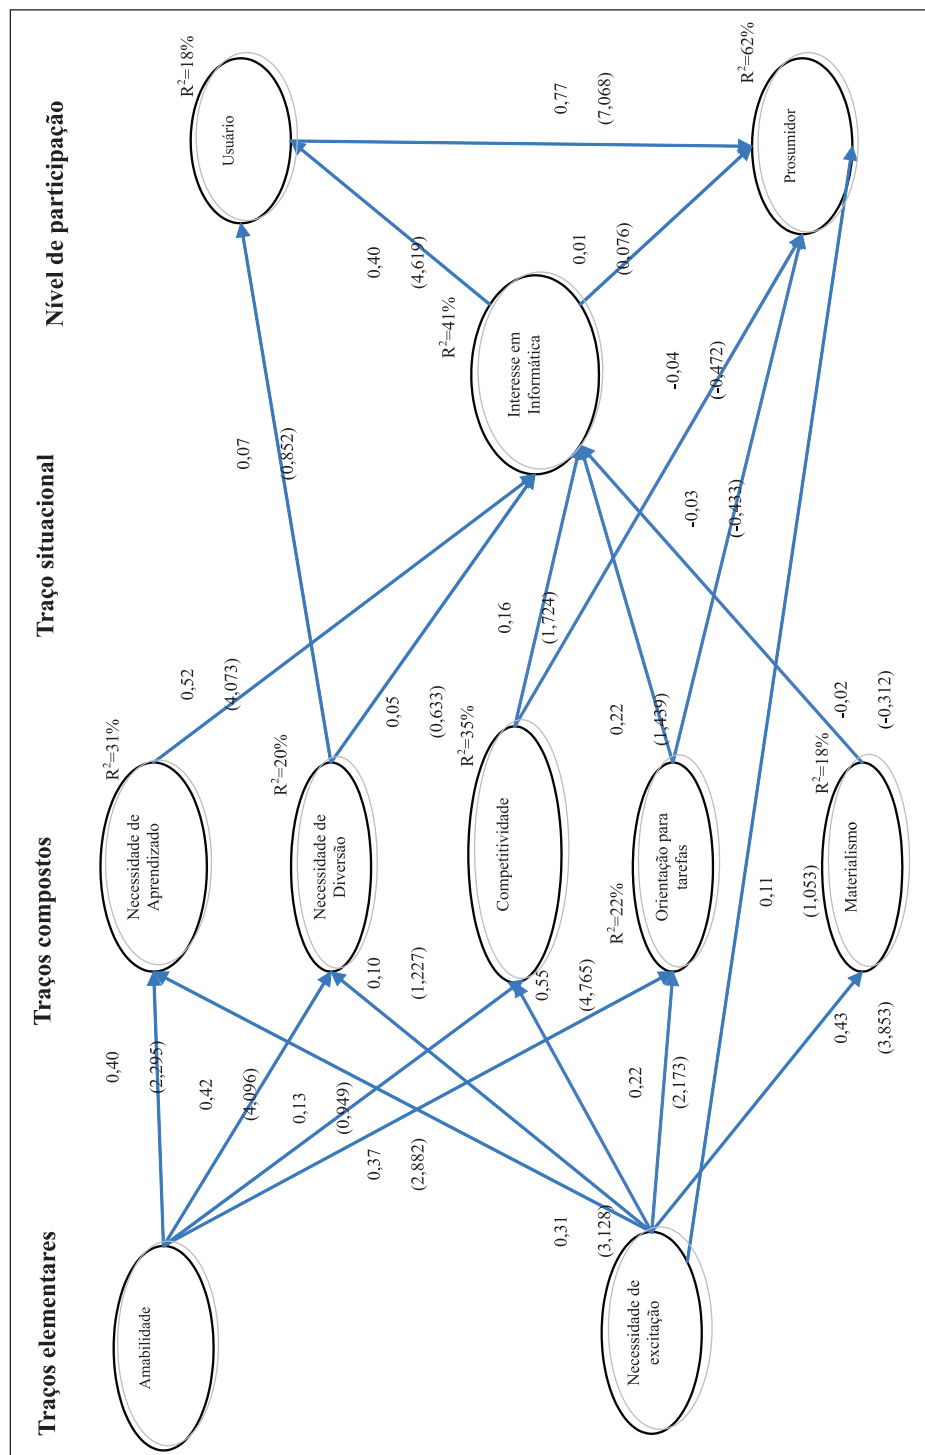 Traços elementares
Traços compostos
Traço situacional
Nível de participação
Amabilidade
Necessidade de
excitação
0,40
(2,295)
0,42
(4,096)
0,13
(0,949)
0,37
(2,882)
0,31
(3,128)
0,10
(1,227)
0,55
(4,765)
0,22
(2,173)
0,43
(3,853)
0,11
(1,053)
Necessidade de
Aprendizado
R²=31%
Necessidade de
Diversão
R²=20%
Competitividade
R²=35%
Orientação para
tarefas
R²=22%
Materialismo
R²=18%
0,52
(4,073)
0,07
(0,852)
0,05
(0,633)
0,16
(1,724)
0,22
(1,439)
-0,02
(-0,312)
-0,04
(-0,472)
-0,03
(-0,433)
Interesse em
Informática
R²=41%
0,40
(4,619)
0,01
(0,076)
0,77
(7,068)
Usuário
R²=18%
Prosumidor
R²=62%